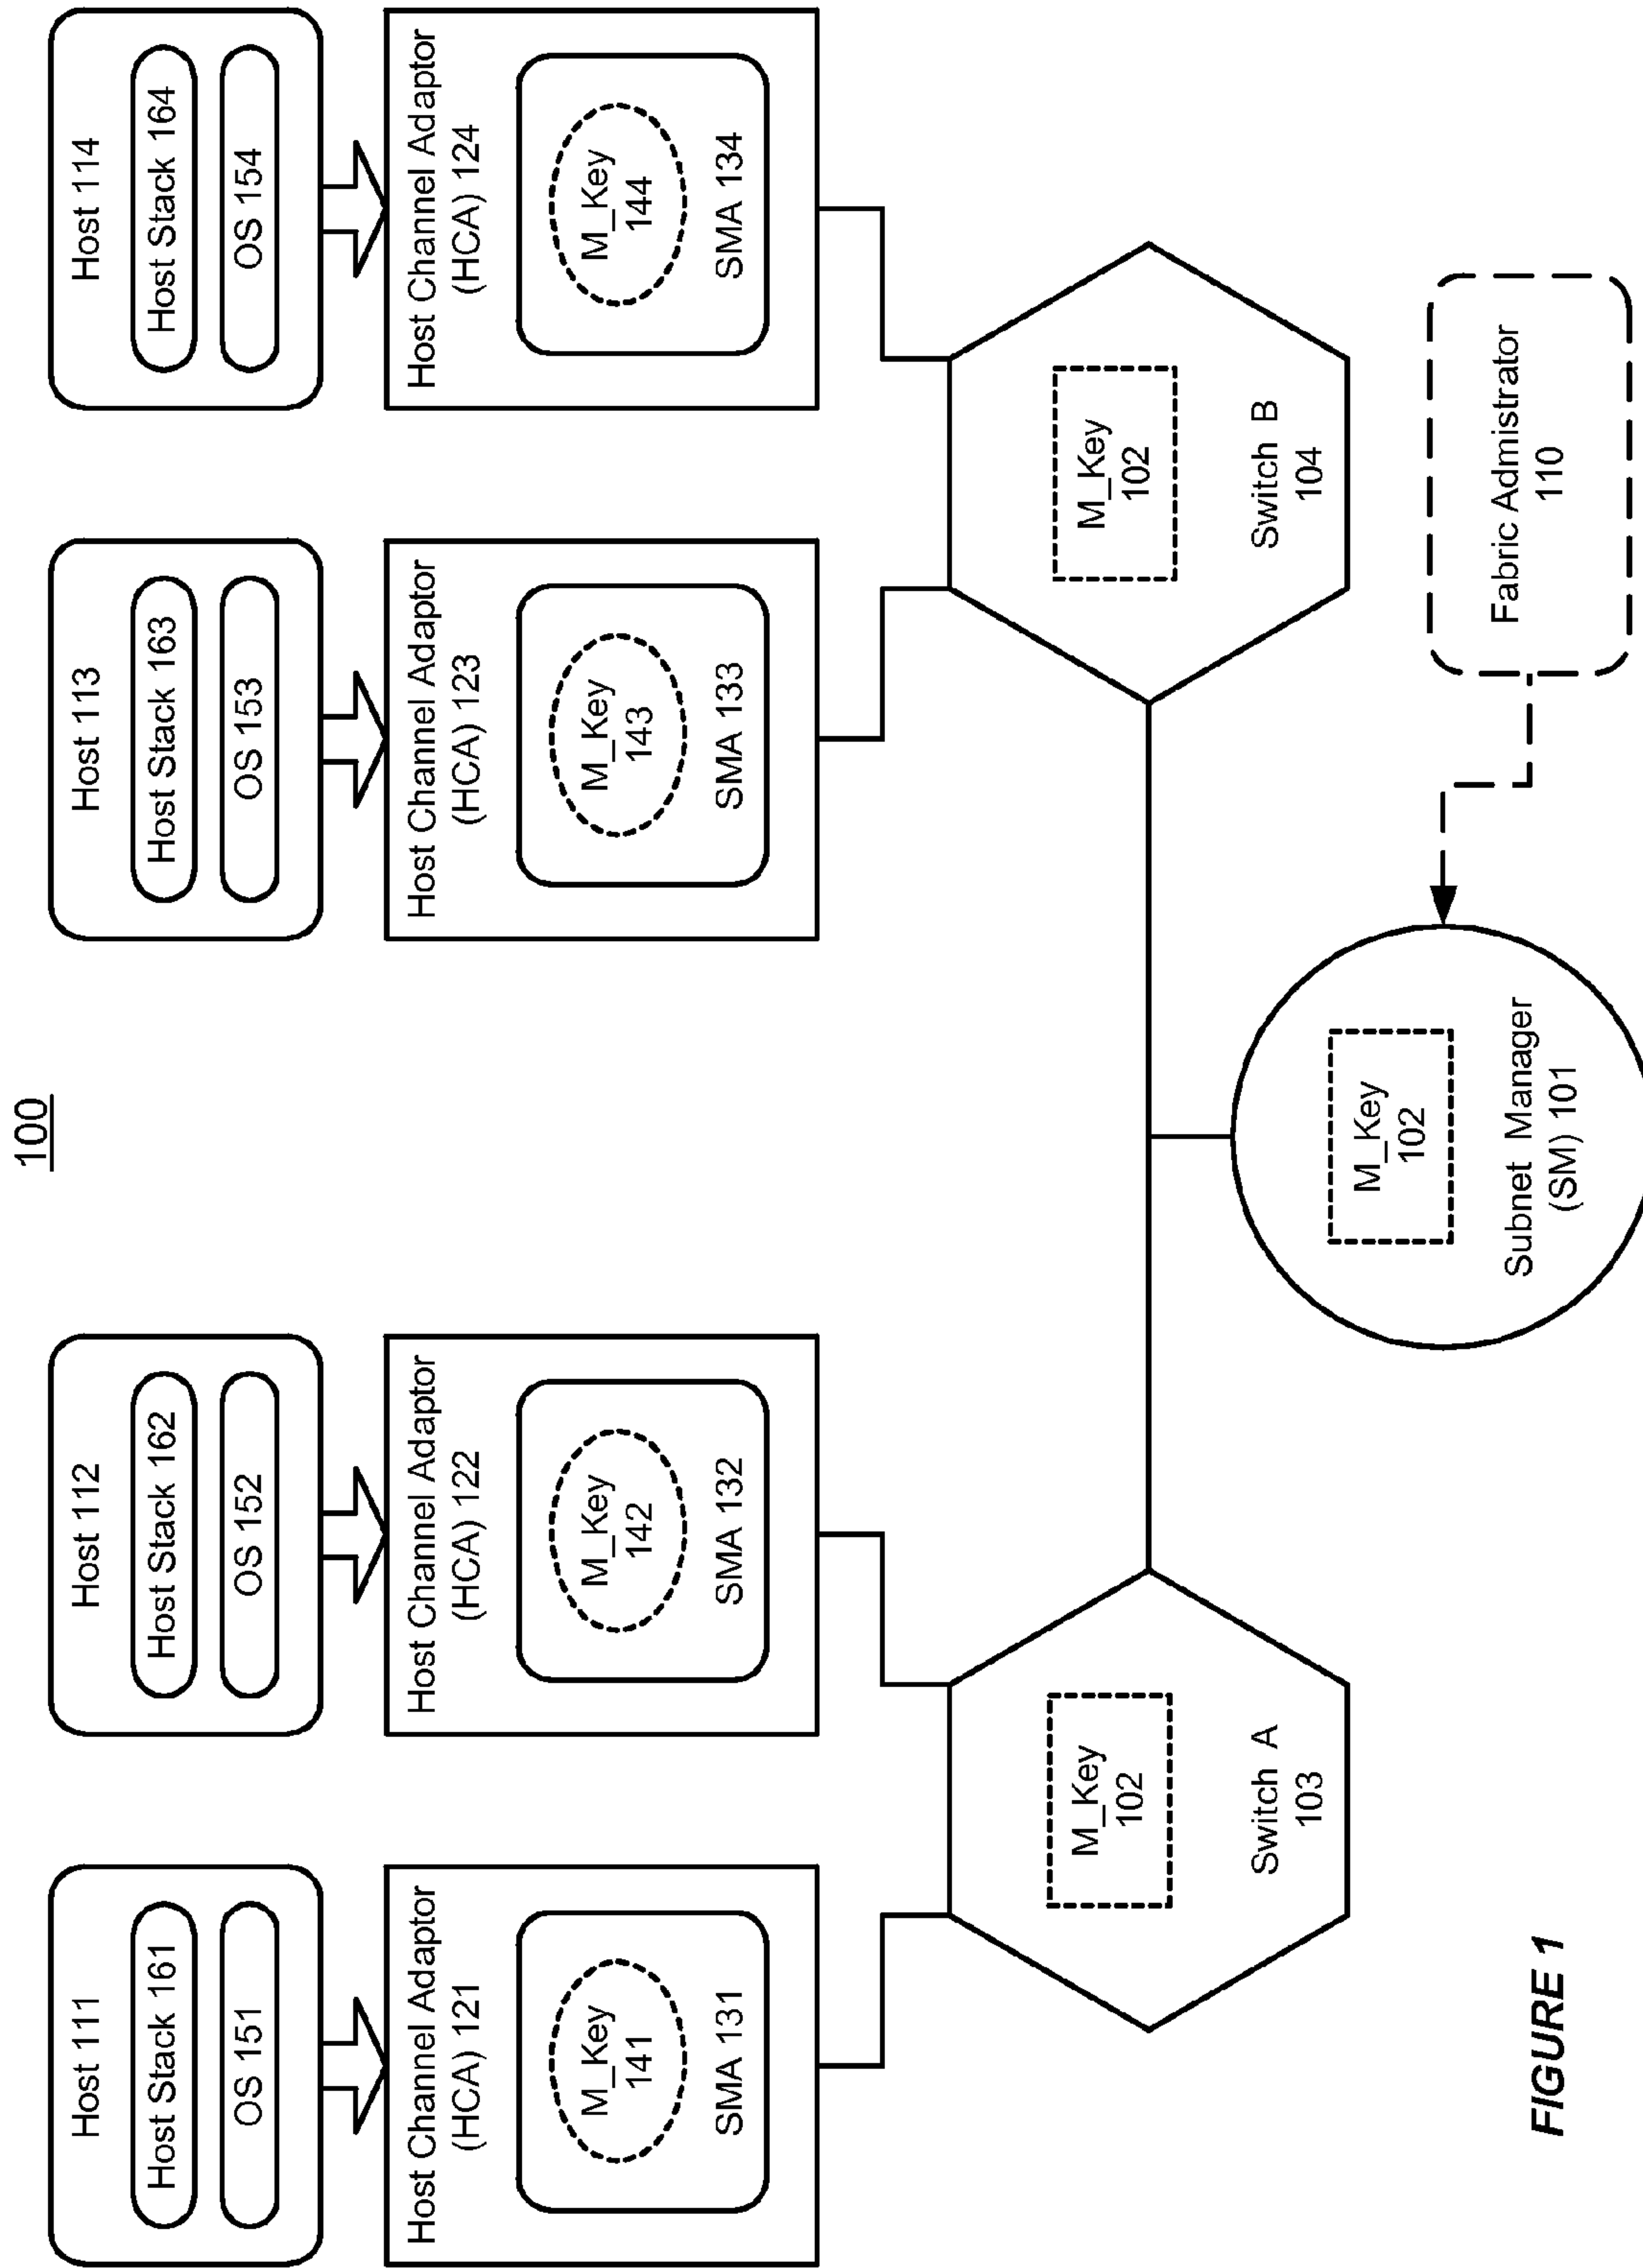 100
Host 111
Host Stack 161
OS 151
Host 112
Host Stack 162
OS 152
Host 113
Host Stack 163
OS 153
Host 114
Host Stack 164
OS 154
Host Channel Adaptor
(HCA) 121
M_Key
141
SMA 131
Host Channel Adaptor
(HCA) 122
M_Key
142
SMA 132
Host Channel Adaptor
(HCA) 123
M_Key
143
SMA 133
Host Channel Adaptor
(HCA) 124
M_Key
144
SMA 134
M_Key
102
Switch A
103
M_Key
102
Switch B
104
M_Key
102
Subnet Manager
(SM) 101
Fabric Admistrator
110
FIGURE 1